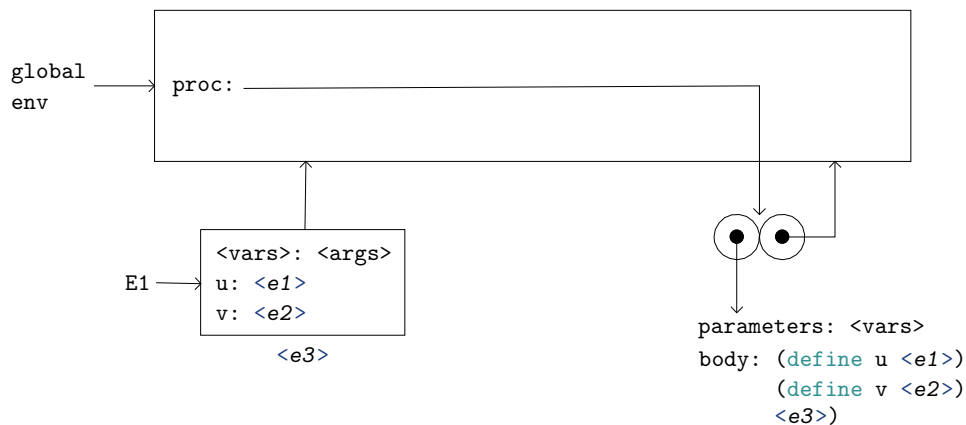 global
env
proc:
<vars>: <args>
E1
u: <e1>
v: <e2>
<e3>
parameters: <vars>
body: (define u <e1>)
(define v <e2>)
<e3>)